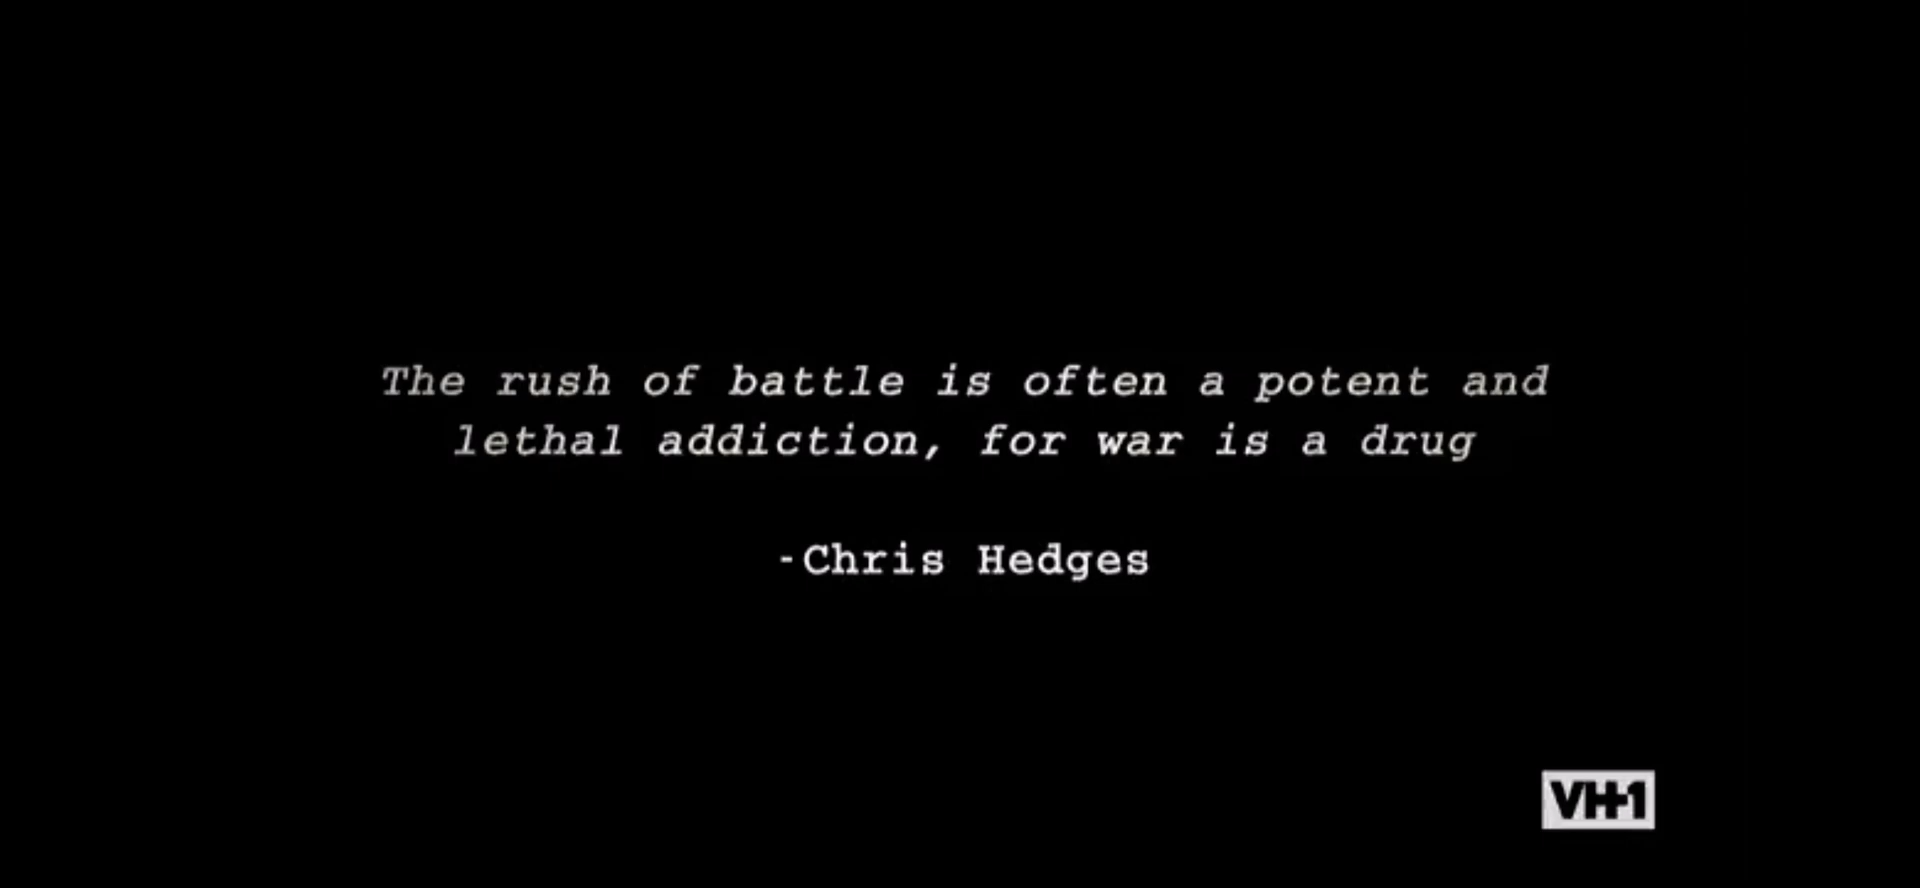 The rush of battle is often a potent and
lethal addiction, for war is a drug
-Chris Hedges
VH1